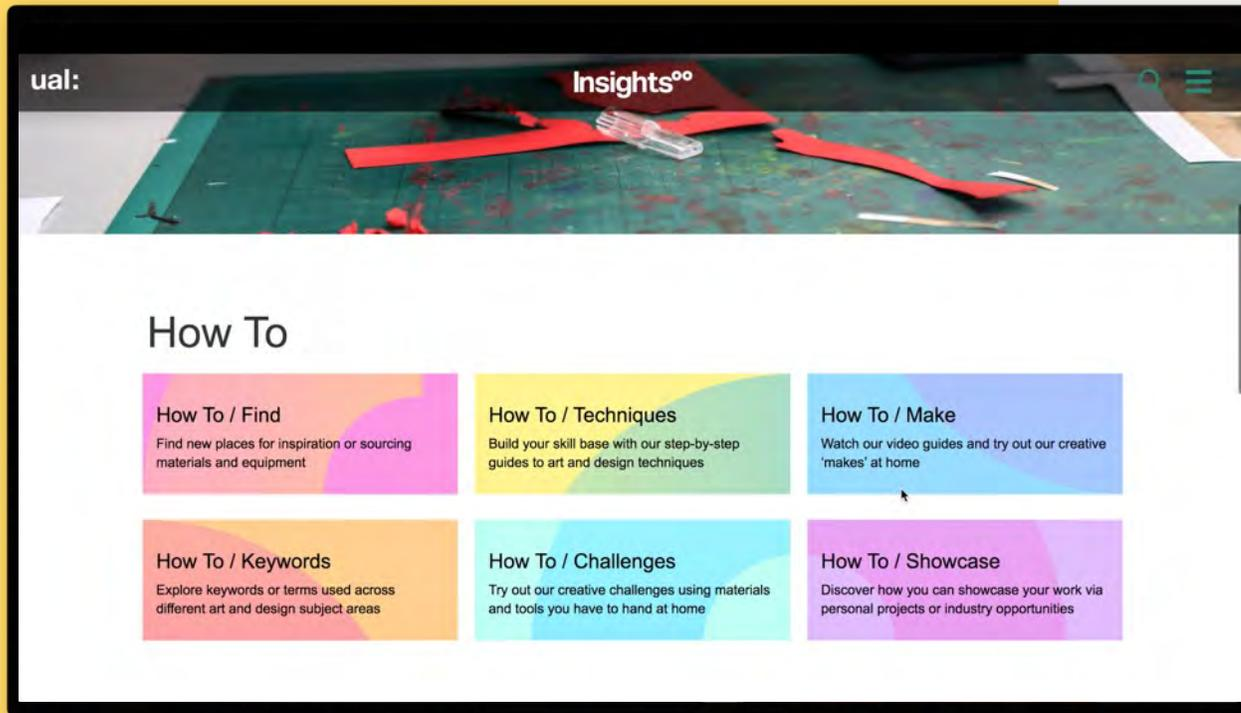 ual:
Insights°°
How To
How To / Find
Find new places for inspiration or sourcing
materials and equipment
How To / Techniques
Build your skill base with our step-by-step
guides to art and design techniques
How To / Make
Watch our video guides and try out our creative
‘makes’ at home
How To / Keywords
Explore keywords or terms used across
different art and design subject areas
How To / Challenges
Try out our creative challenges using materials
and tools you have to hand at home
How To / Showcase
Discover how you can showcase your work via
personal projects or industry opportunities